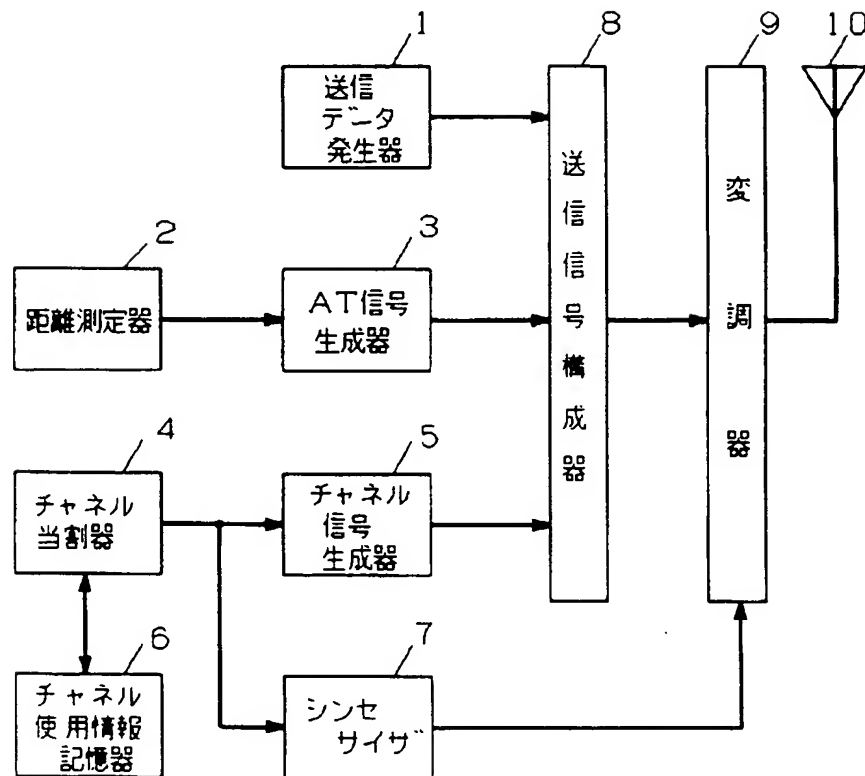 1
8
9
10
送信
データ
発生器
2
3
距離測定器
AT信号
生成器
送信信号構成器
変調器
4
5
チャネル
当割器
チャネル
信号
生成器
6
7
チャネル
使用情報
記憶器
シンセ
サイザ